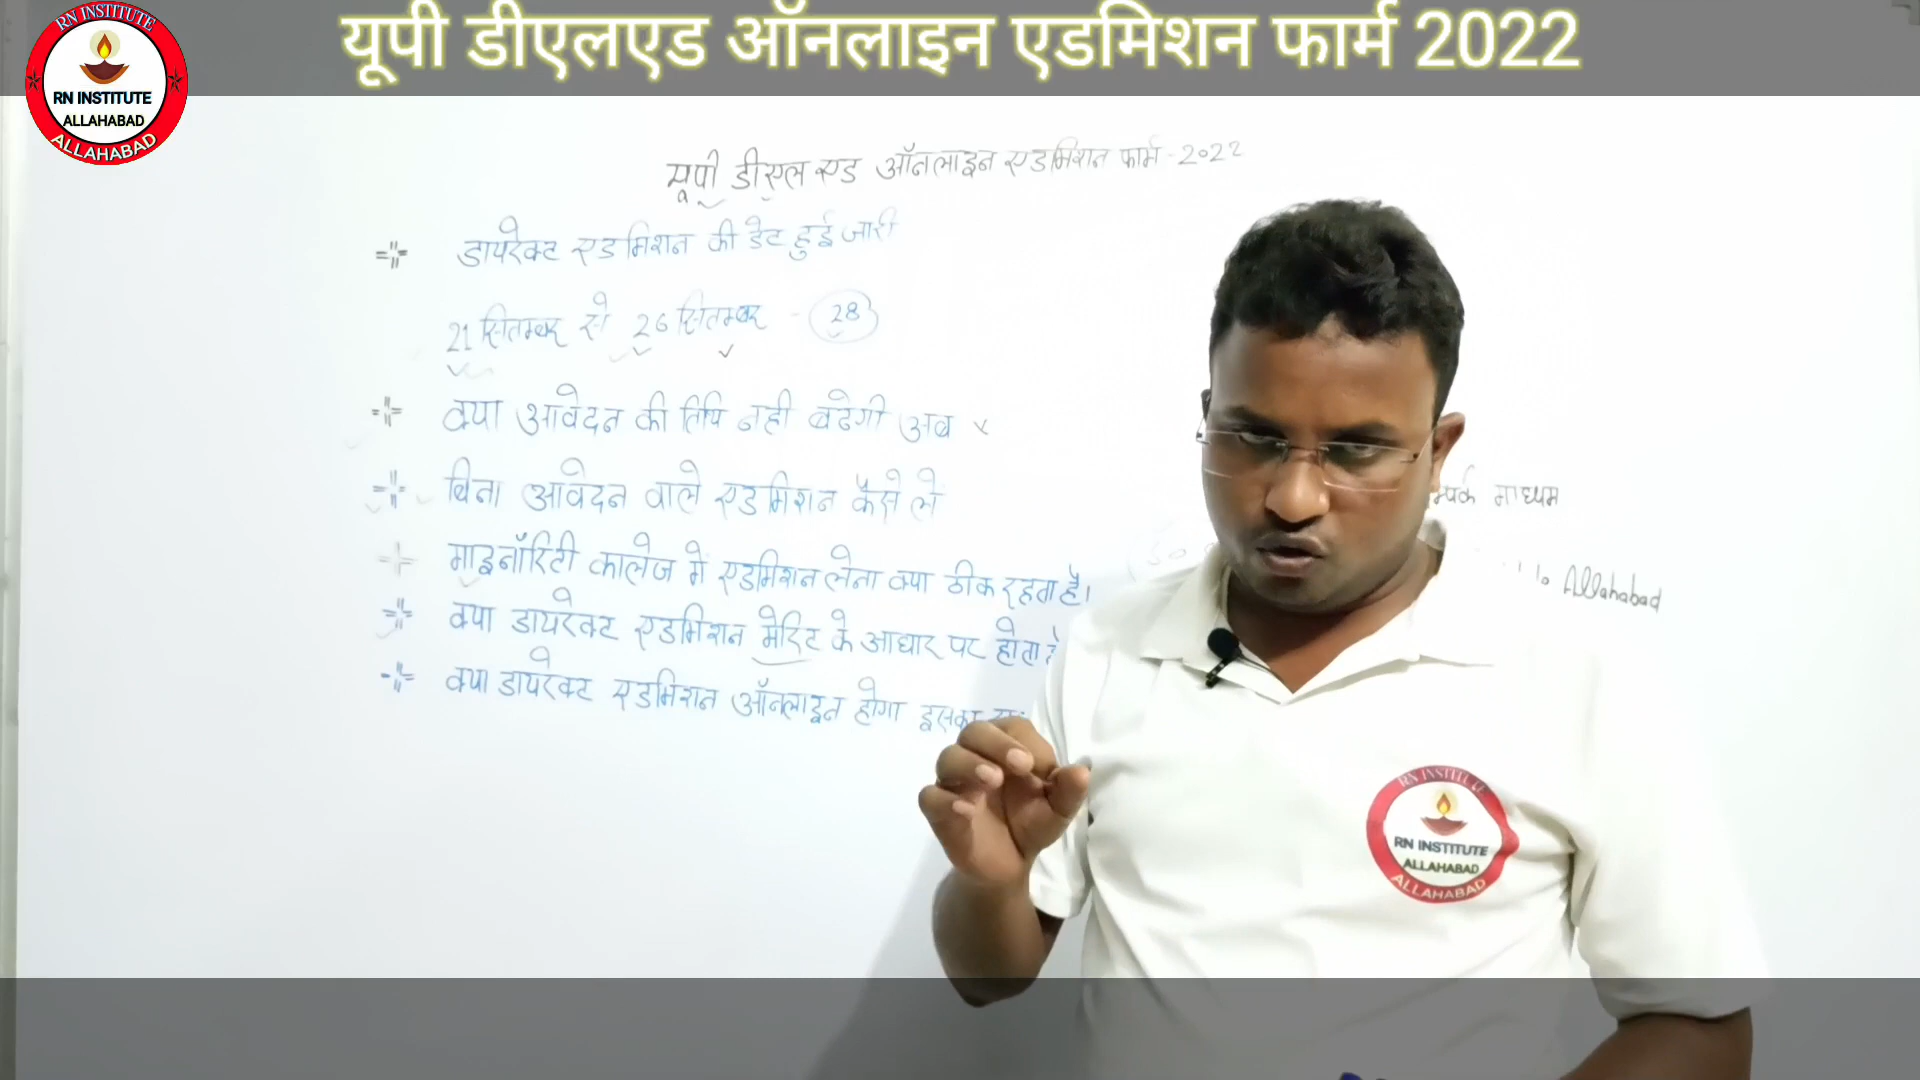 RN INSTITUTE
RN INSTITUTE
ALLAHABAD
ALLAHABAD
यूपी डीएलएड ऑनलाइन एडमिशन फार्म 2022
यूपी डीएलएड ऑनलाइन एडमिशन फार्म - 2022
डायरेक्ट एडमिशन की डेट हुई जारी
21 सितम्बर से 26 सितम्बर - 28
क्या आवेदन की तिथि नही बढेगी अब
बिना आवेदन वाले एडमिशन कैसे ले
माइनॉरिटी कालेज में एडमिशन लेना क्या ठीक रहता है।
क्या डायरेक्ट एडमिशन मेरिट के आधार पर होता
क्या डायरेक्ट एडमिशन ऑनलाइन होगा इसका
माध्यम
Allahabad
RN INSTITUTE
RN INSTITUTE
ALLAHABAD
ALLAHABAD